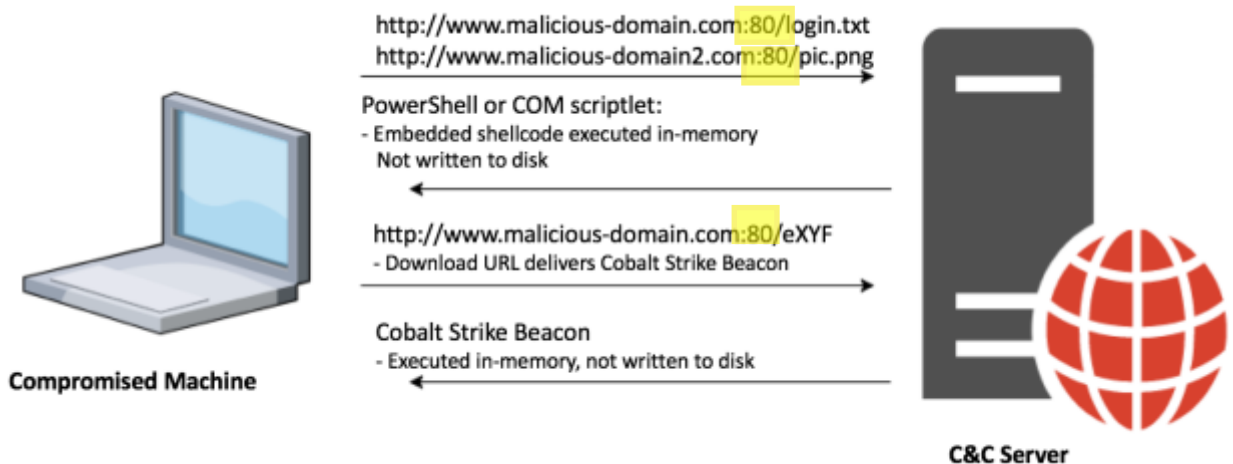 http://www.malicious-domain.com:80/login.txt
http://www.malicious-domain2.com:80/pic.png
PowerShell or COM scriptlet:
- Embedded shellcode executed in-memory
Not written to disk
http://www.malicious-domain.com:80/eXYF
- Download URL delivers Cobalt Strike Beacon
Cobalt Strike Beacon
- Executed in-memory, not written to disk
Compromised Machine
C&C Server